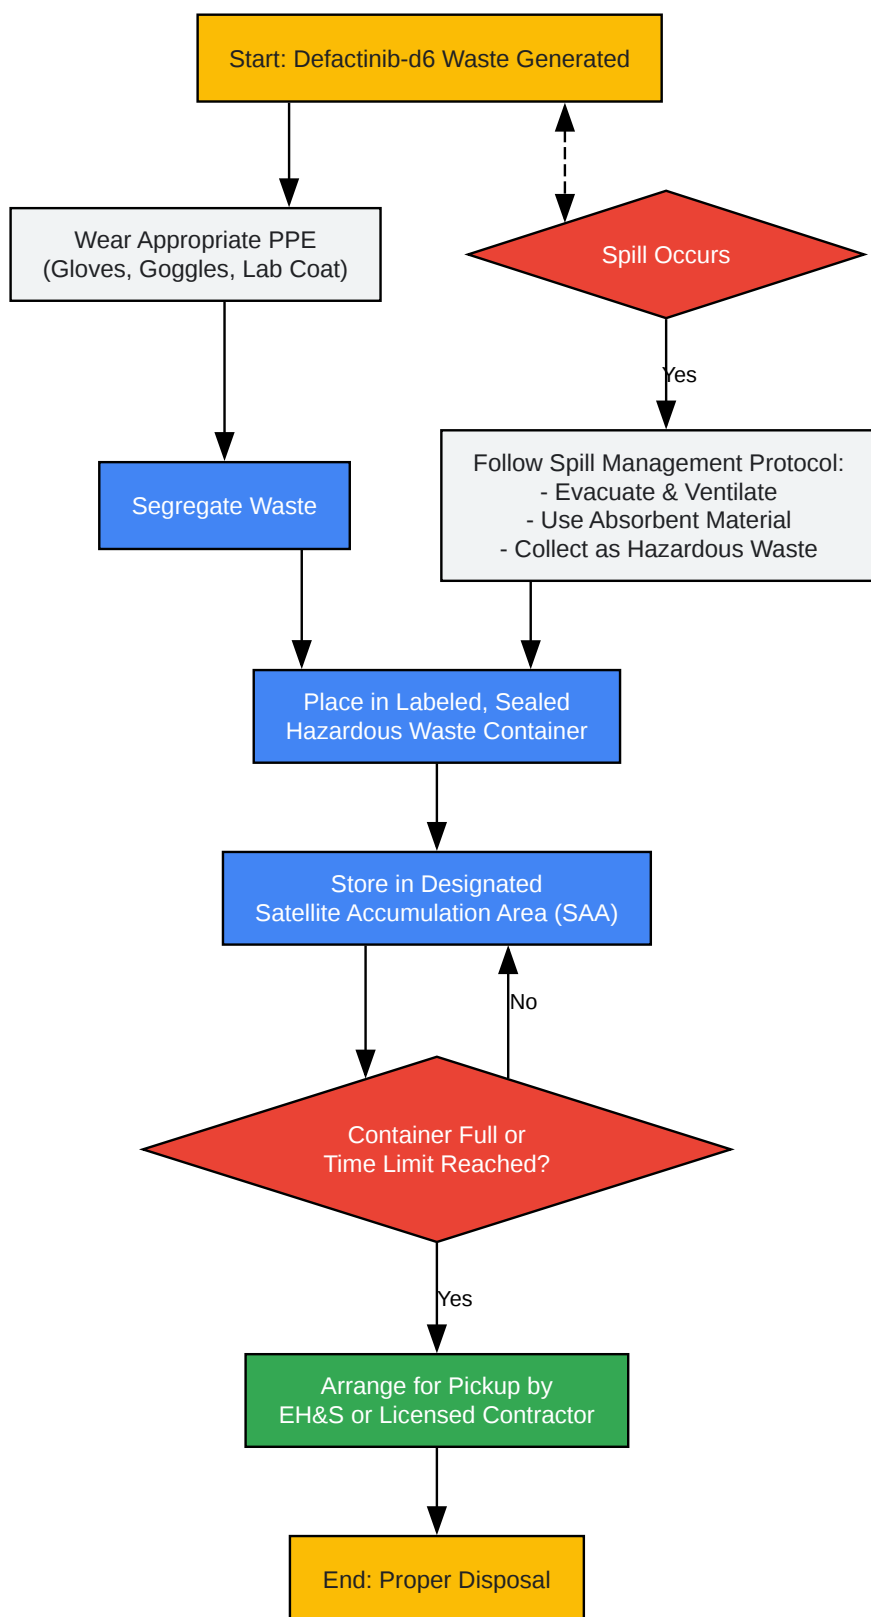 Start: Defactinib-d6 Waste Generated
Wear Appropriate PPE
(Gloves, Goggles, Lab Coat)
Spill Occurs
Yes
Segregate Waste
Follow Spill Management Protocol:
- Evacuate & Ventilate
- Use Absorbent Material
- Collect as Hazardous Waste
Place in Labeled, Sealed
Hazardous Waste Container
Store in Designated
Satellite Accumulation Area (SAA)
No
Container Full or
Time Limit Reached?
Yes
Arrange for Pickup by
EH&S or Licensed Contractor
End: Proper Disposal